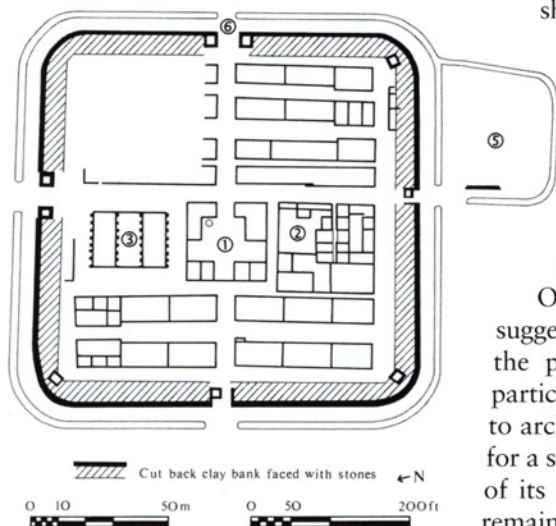 sh
⑥
⑤
③
①
②
O
sugge
the p
partic
to arc
for a s
of its
remain
Cut back clay bank faced with stones ←N
0 10 50m 0 50 200ft